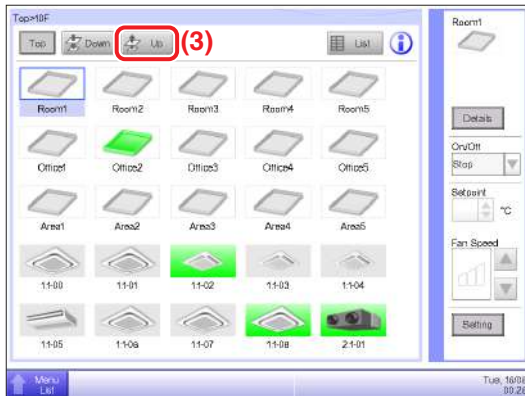 Top>10F
Top Down Up (3) List
Room1 Room2 Room3 Room4 Room5
Office1 Office2 Office3 Office4 Office5
Area1 Area2 Area3 Area4 Area5
1:1-00 1:1-01 1:1-02 1:1-03 1:1-04
1:1-05 1:1-06 1:1-07 1:1-08 2:1-01
Room1
Details
On/Off
Stop
Setpoint
°C
Fan Speed
Setting
Menu
List
Tue, 16/08
00:26